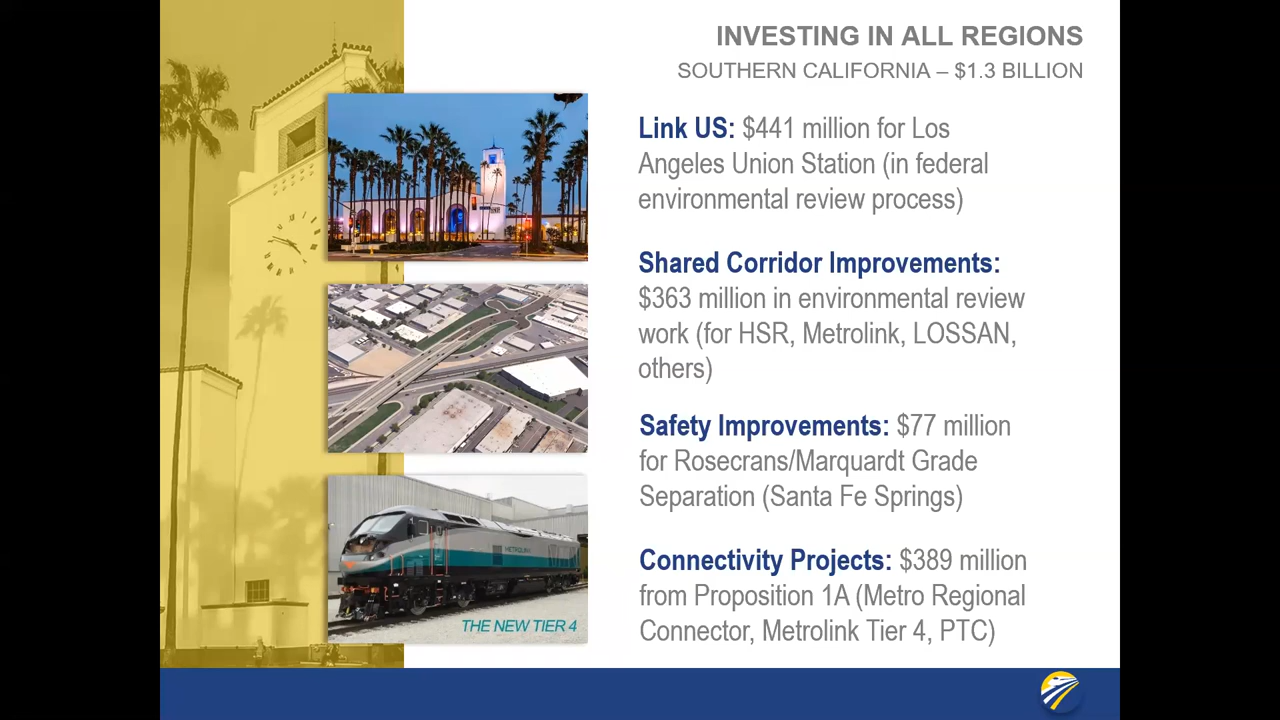 INVESTING IN ALL REGIONS
SOUTHERN CALIFORNIA – $1.3 BILLION
Link US: $441 million for Los
Angeles Union Station (in federal
environmental review process)
Shared Corridor Improvements:
$363 million in environmental review
work (for HSR, Metrolink, LOSSAN,
others)
Safety Improvements: $77 million
for Rosecrans/Marquardt Grade
Separation (Santa Fe Springs)
Connectivity Projects: $389 million
from Proposition 1A (Metro Regional
Connector, Metrolink Tier 4, PTC)
METROLINK
THE NEW TIER 4